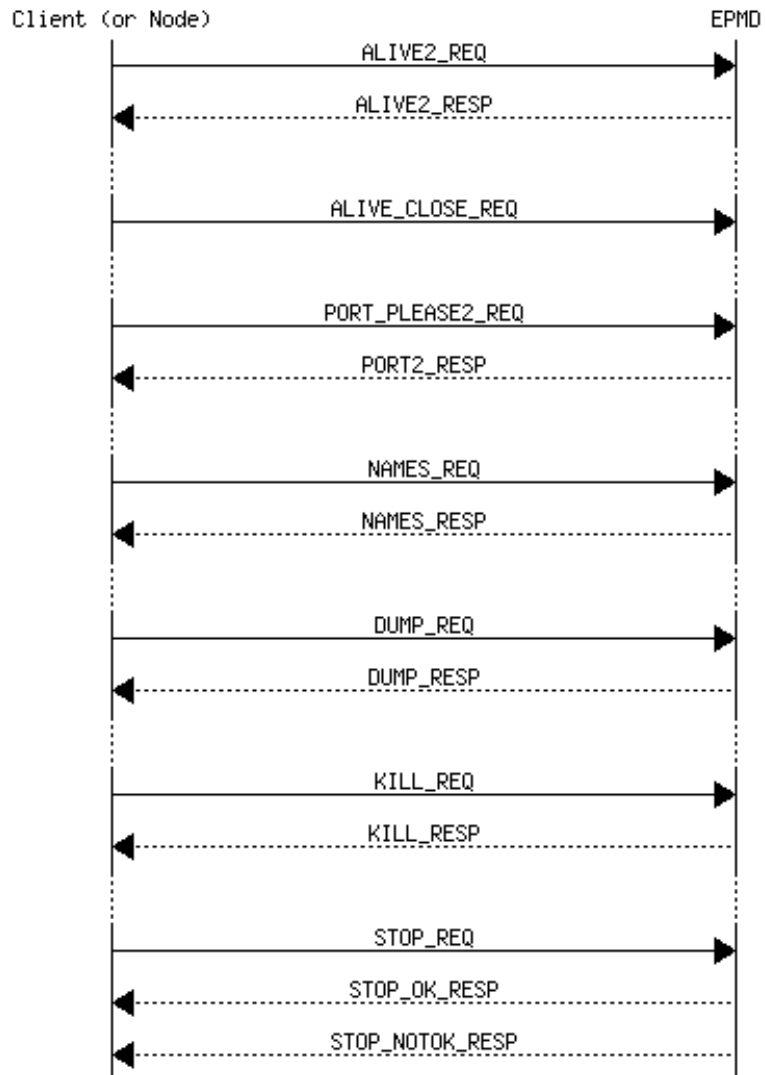 Client (or Node) EPMD
ALIVE2_REQ
ALIVE2_RESP
ALIVE_CLOSE_REQ
PORT_PLEASE2_REQ
PORT2_RESP
NAMES_REQ
NAMES_RESP
DUMP_REQ
DUMP_RESP
KILL_REQ
KILL_RESP
STOP_REQ
STOP_OK_RESP
STOP_NOTOK_RESP